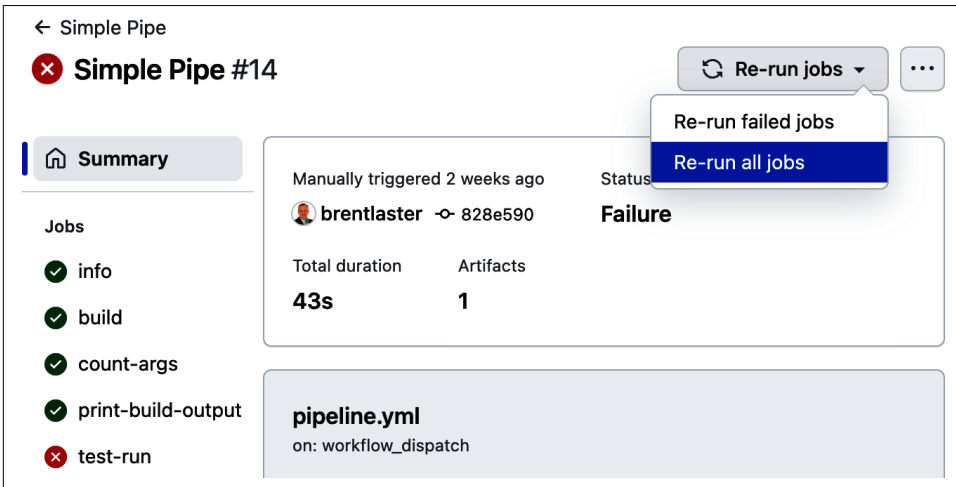 ← Simple Pipe
Simple Pipe #14
Re-run jobs
Re-run failed jobs
Re-run all jobs
Summary
Jobs
info
build
count-args
print-build-output
test-run
Manually triggered 2 weeks ago
brentlaster 828e590
Status
Failure
Total duration
43s
Artifacts
1
pipeline.yml
on: workflow_dispatch